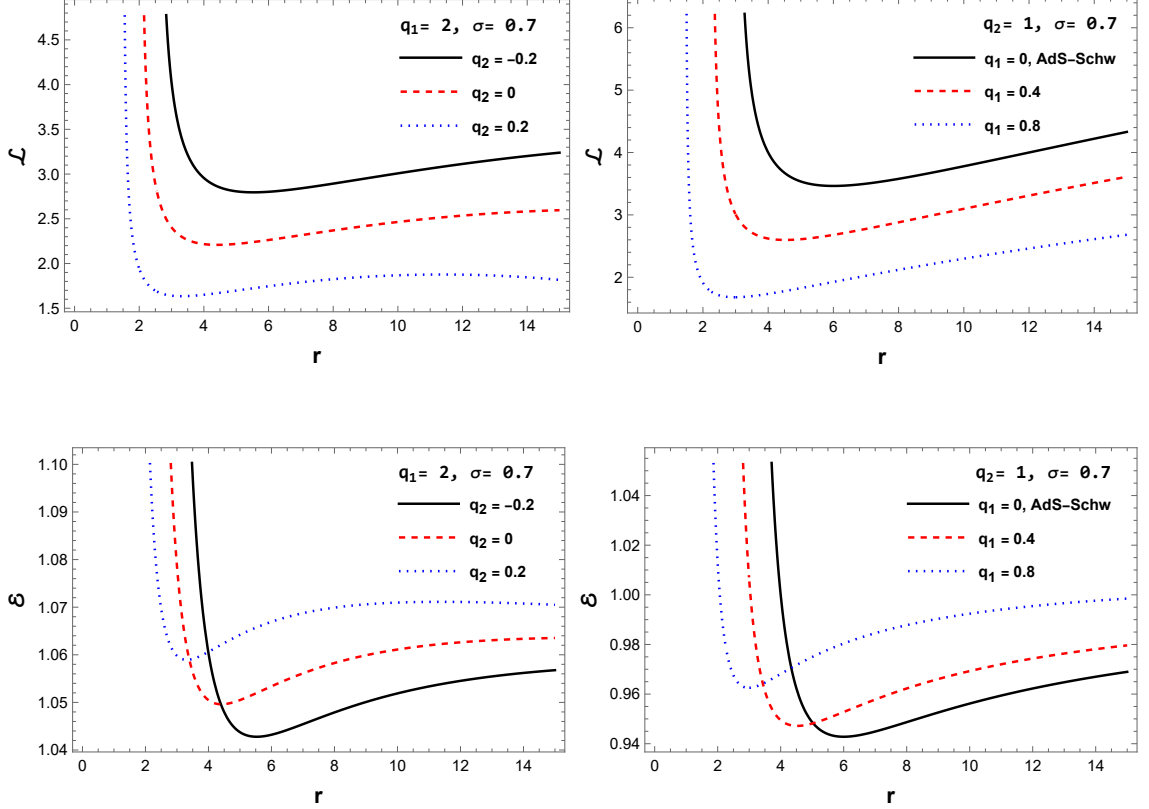 q₁= 2, σ= 0.7
q₂ = -0.2
q₂ = 0
q₂ = 0.2
4.5
4.0
3.5
3.0
2.5
2.0
1.5
ℒ
0 2 4 6 8 10 12 14
r
q₂= 1, σ= 0.7
q₁ = 0, AdS-Schw
q₁ = 0.4
q₁ = 0.8
6
5
4
3
2
ℒ
0 2 4 6 8 10 12 14
r
q₁= 2, σ= 0.7
q₂ = -0.2
q₂ = 0
q₂ = 0.2
1.10
1.09
1.08
1.07
1.06
1.05
1.04
ℰ
0 2 4 6 8 10 12 14
r
q₂= 1, σ= 0.7
q₁ = 0, AdS-Schw
q₁ = 0.4
q₁ = 0.8
1.04
1.02
1.00
0.98
0.96
0.94
ℰ
0 2 4 6 8 10 12 14
r